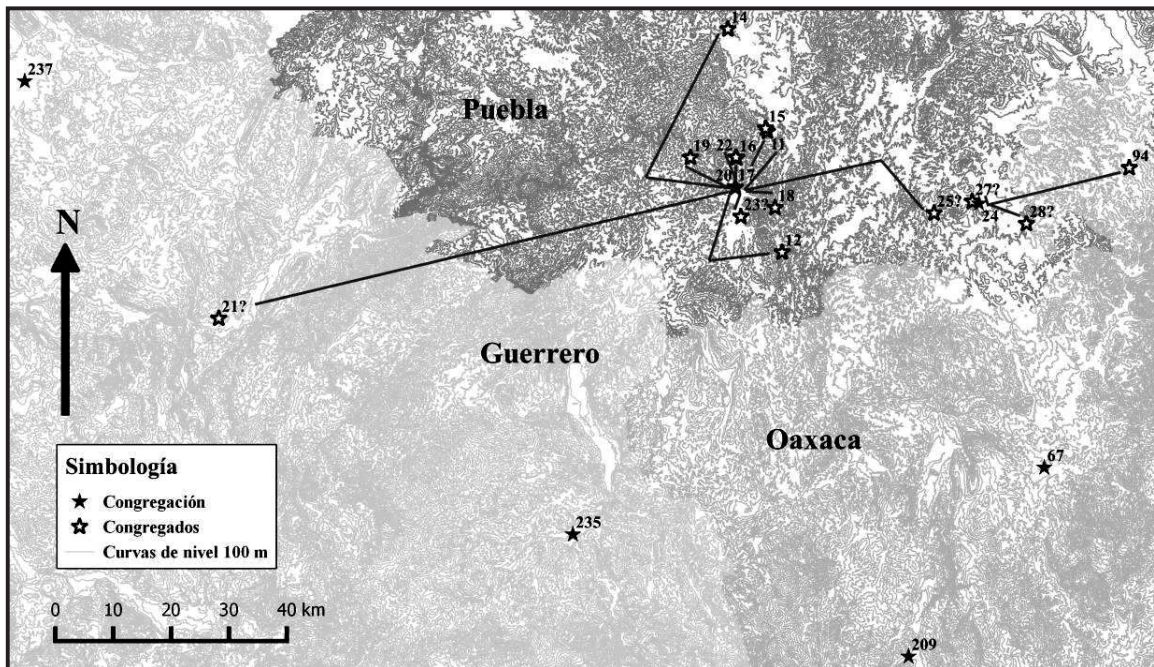 14
237
Puebla
15
19 22 16 11
94
20 17
18
25? 27?
23? 24 28?
N
12
21?
Guerrero
Oaxaca
Simbología
Congregación
Congregados
Curvas de nivel 100 m
67
235
0 10 20 30 40 km
209